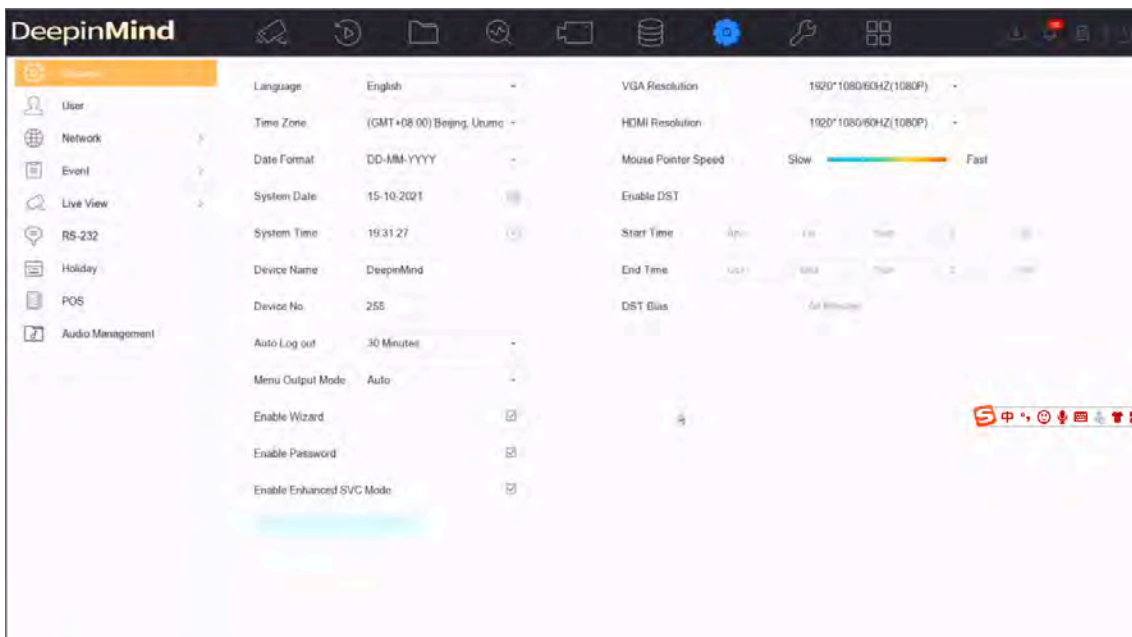 DeepinMind
User
Network
Event
Live View
RS-232
Holiday
POS
Audio Management
Language English
Time Zone (GMT+08:00) Beijing, Urumc
Date Format DD-MM-YYYY
System Date 15-10-2021
System Time 19:31:27
Device Name DeepinMind
Device No. 255
Auto Log out 30 Minutes
Menu Output Mode Auto
Enable Wizard
Enable Password
Enable Enhanced SVC Mode
VGA Resolution 1920*1080/60HZ(1080P)
HDMI Resolution 1920*1080/60HZ(1080P)
Mouse Pointer Speed Slow Fast
Enable DST
Start Time
End Time
DST Bias
中